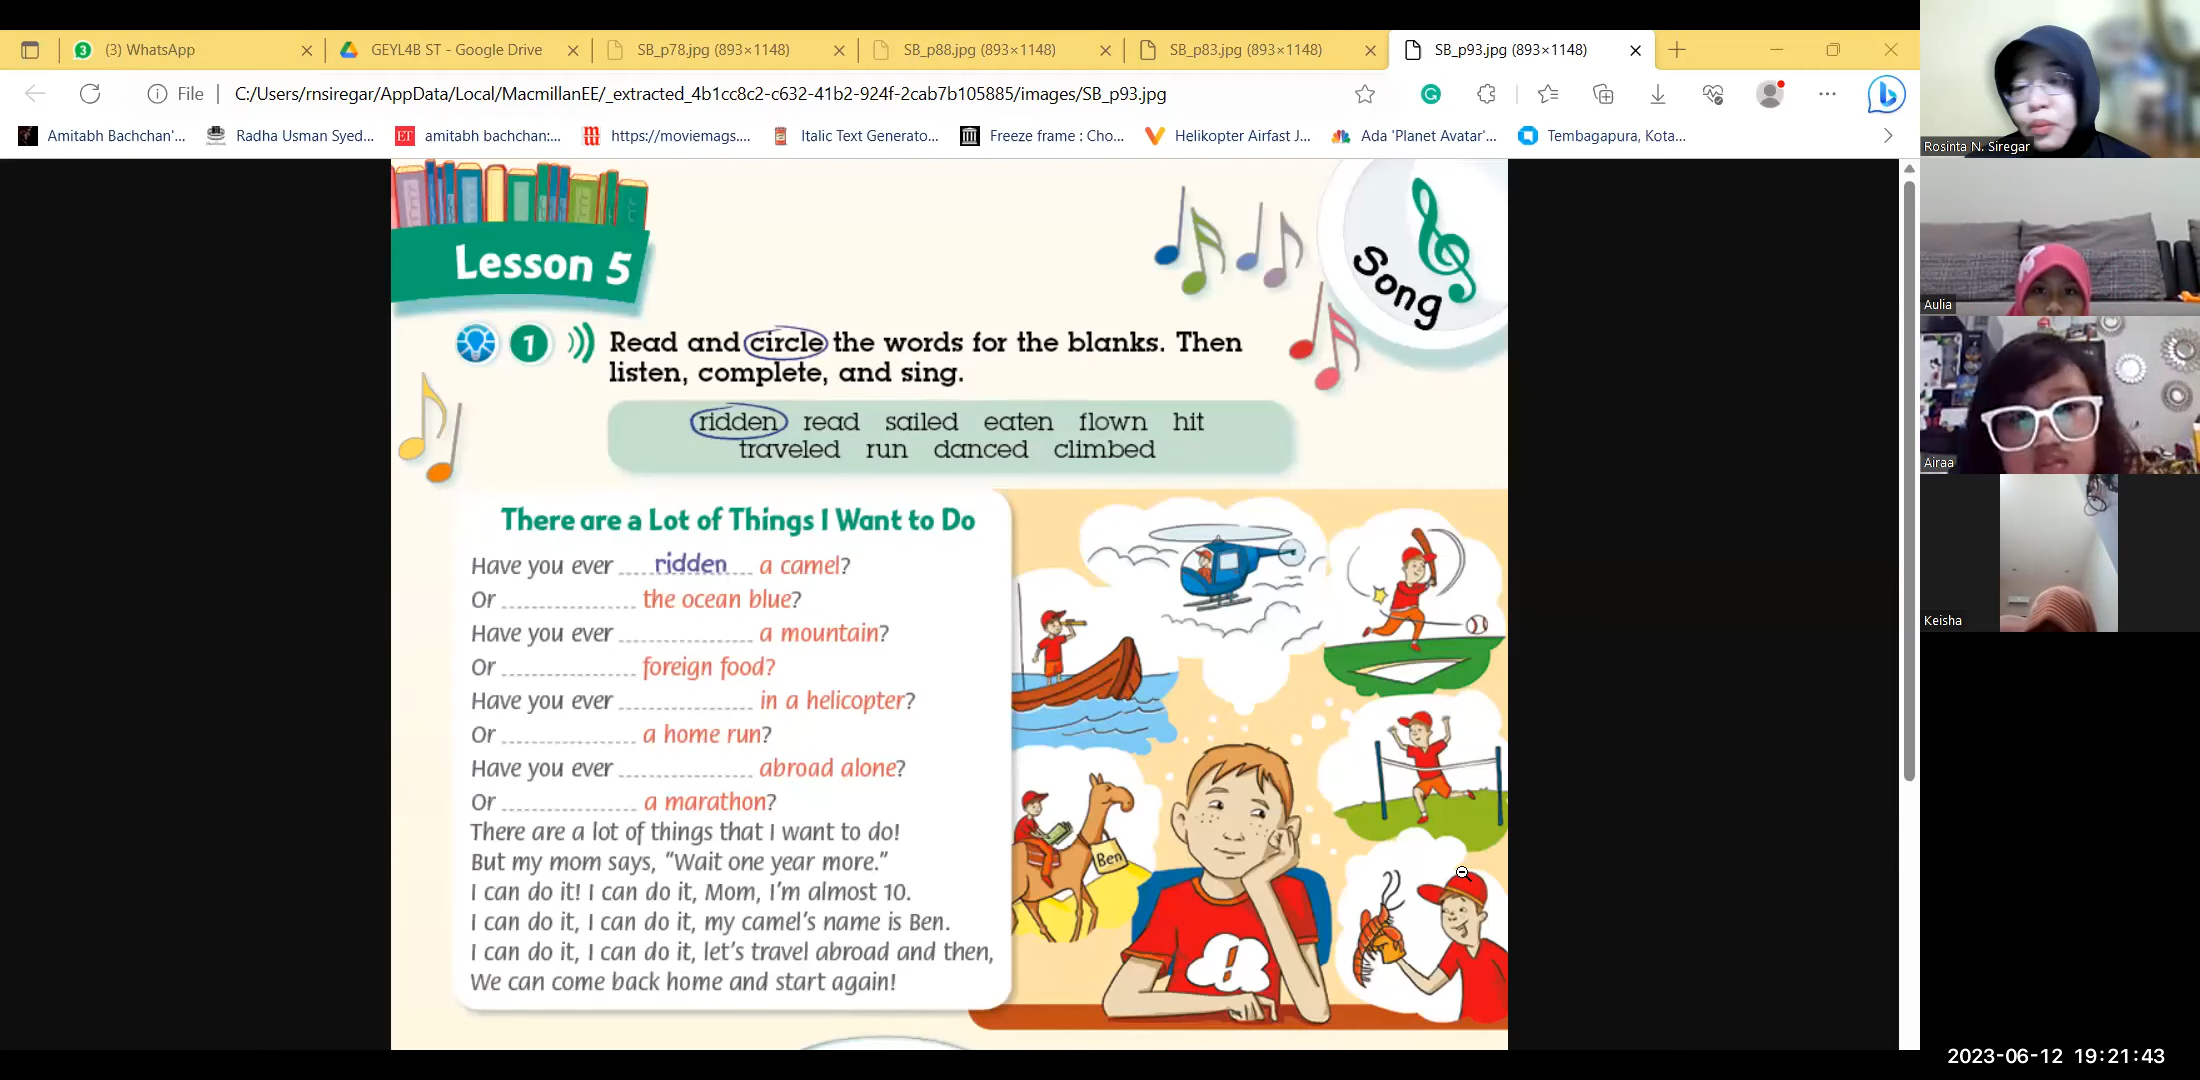 (3) WhatsApp
GEYL4B ST - Google Drive
SB_p78.jpg (893×1148)
SB_p88.jpg (893×1148)
SB_p83.jpg (893×1148)
SB_p93.jpg (893×1148)
File
C:/Users/rnsiregar/AppData/Local/MacmillanEE/_extracted_4b1cc8c2-c632-41b2-924f-2cab7b105885/images/SB_p93.jpg
Amitabh Bachchan'...
Radha Usman Syed...
ET
amitabh bachchan:...
https://moviemags....
Italic Text Generato...
Freeze frame : Cho...
Helikopter Airfast J...
Ada 'Planet Avatar'...
Tembagapura, Kota...
Lesson 5
Song
1
Read and circle the words for the blanks. Then
listen, complete, and sing.
ridden read sailed eaten flown hit
traveled run danced climbed
There are a Lot of Things I Want to Do
Have you ever ridden a camel?
Or ............... the ocean blue?
Have you ever ............... a mountain?
Or ............... foreign food?
Have you ever ............... in a helicopter?
Or ............... a home run?
Have you ever ............... abroad alone?
Or ............... a marathon?
There are a lot of things that I want to do!
But my mom says, "Wait one year more."
I can do it! I can do it, Mom, I'm almost 10.
I can do it, I can do it, my camel's name is Ben.
I can do it, I can do it, let's travel abroad and then,
We can come back home and start again!
Ben
Rosinta N. Siregar
Aulia
Airaa
Keisha
2023-06-12 19:21:43